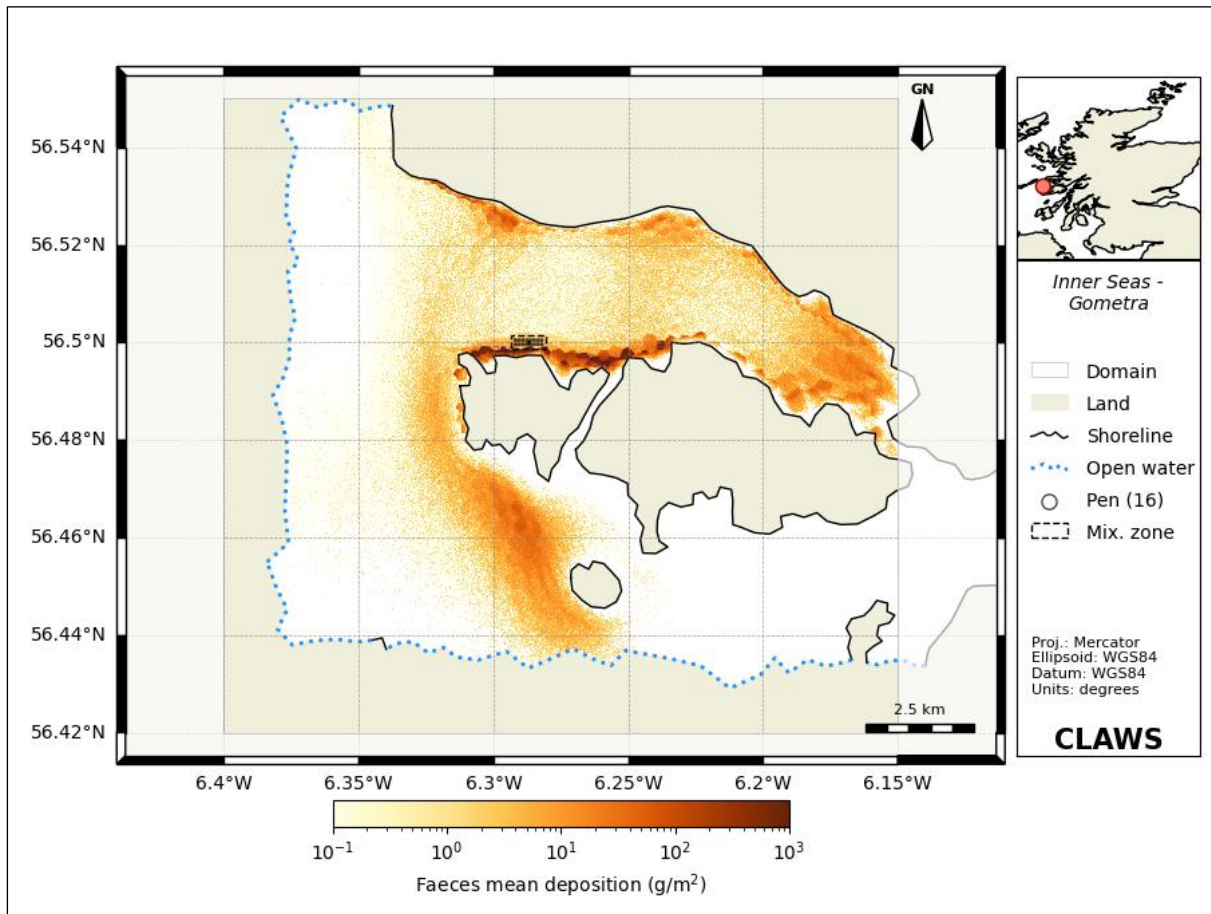 GN
56.54°N
56.52°N
56.5°N
56.48°N
56.46°N
56.44°N
56.42°N
6.4°W
6.35°W
6.3°W
6.25°W
6.2°W
6.15°W
2.5 km
10⁻¹
10⁰
10¹
10²
10³
Faeces mean deposition (g/m²)
Inner Seas -
Gometra
Domain
Land
Shoreline
Open water
Pen (16)
Mix. zone
Proj.: Mercator
Ellipsoid: WGS84
Datum: WGS84
Units: degrees
CLAWS